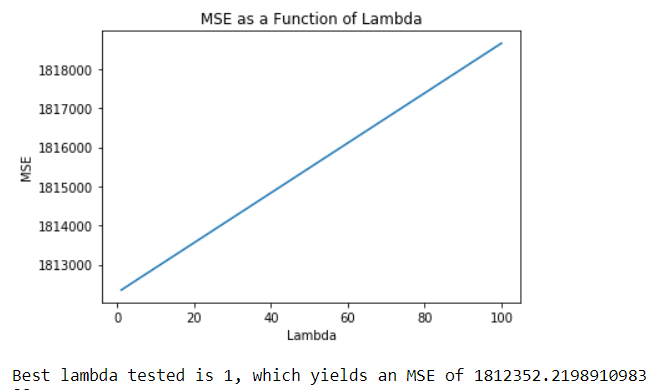 MSE as a Function of Lambda
1818000
1817000
1816000
1815000
1814000
1813000
MSE
0 20 40 60 80 100
Lambda
Best lambda tested is 1, which yields an MSE of 1812352.2198910983